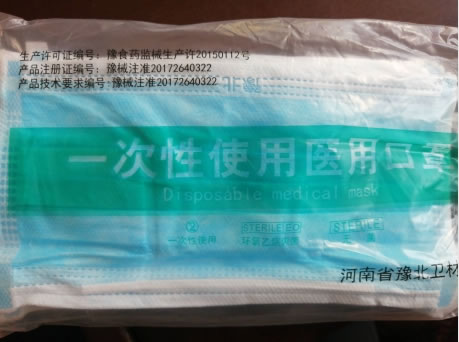 生产许可证编号：豫食药监械生产许20150112号
产品注册证编号：豫械注准20172640322
产品技术要求编号：豫械注准20172640322
一次性使用医用口罩
Disposable medical mask
② STERILE EO STERILE
一次性使用 环氧乙烷灭菌 无菌
河南省豫北卫材